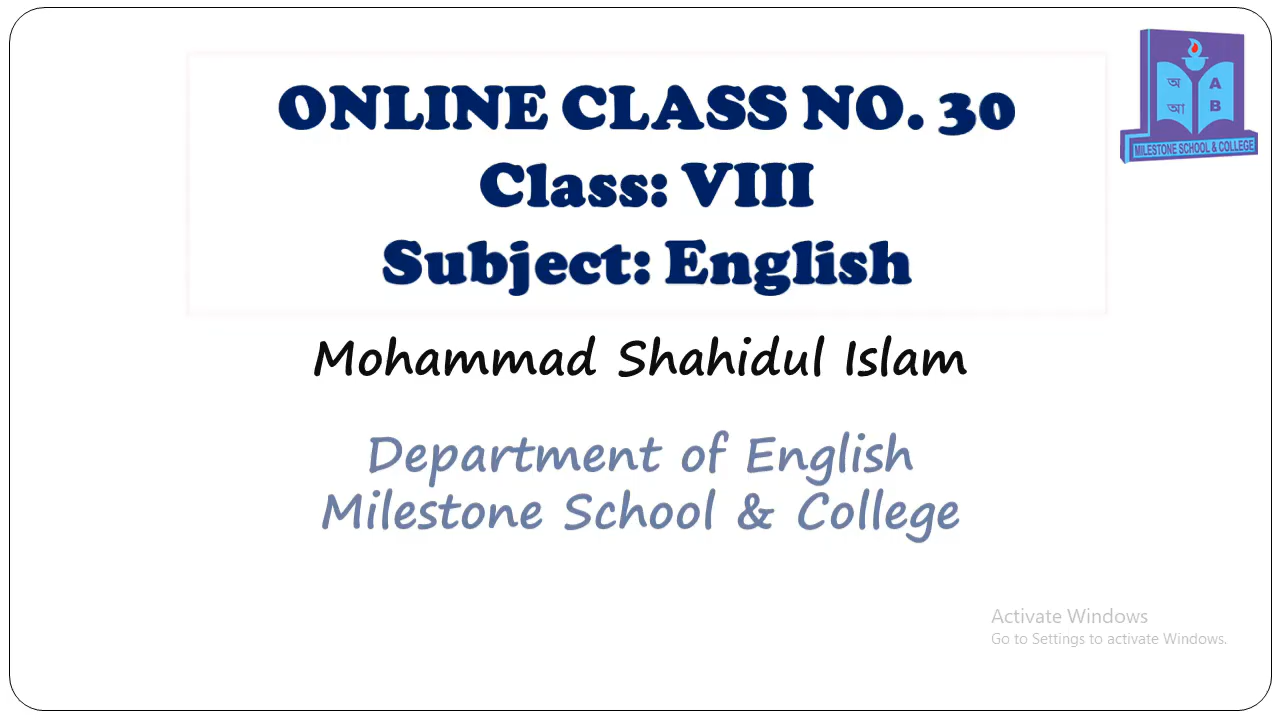 ONLINE CLASS NO. 30
Class: VIII
Subject: English
অ A
আ B
MILESTONE SCHOOL & COLLEGE
Mohammad Shahidul Islam
Department of English
Milestone School & College
Activate Windows
Go to Settings to activate Windows.